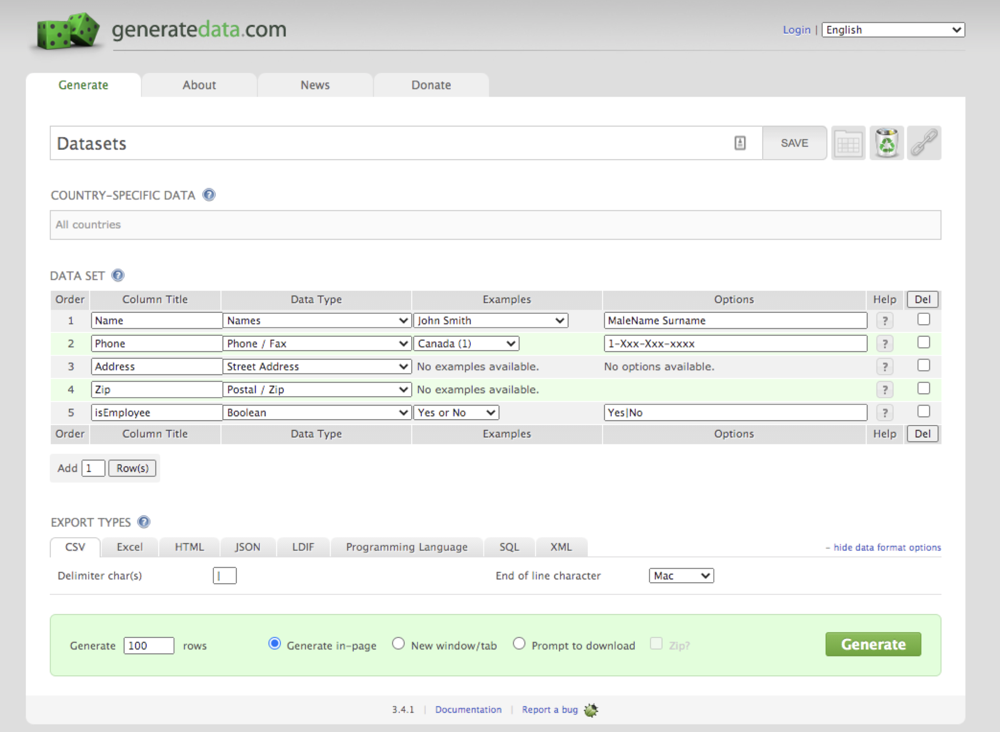 generatedata.com
Login | English
Generate About News Donate
Datasets SAVE
COUNTRY-SPECIFIC DATA ?
All countries
DATA SET ?
Order Column Title Data Type Examples Options Help Del
1 Name Names John Smith MaleName Surname ?
2 Phone Phone / Fax Canada (1) 1-Xxx-Xxx-xxxx ?
3 Address Street Address No examples available. No options available. ?
4 Zip Postal / Zip No examples available. ?
5 isEmployee Boolean Yes or No Yes|No ?
Order Column Title Data Type Examples Options Help Del
Add 1 Row(s)
EXPORT TYPES ?
CSV Excel HTML JSON LDIF Programming Language SQL XML – hide data format options
Delimiter char(s) | End of line character Mac
Generate 100 rows Generate in-page New window/tab Prompt to download Zip? Generate
3.4.1 | Documentation | Report a bug